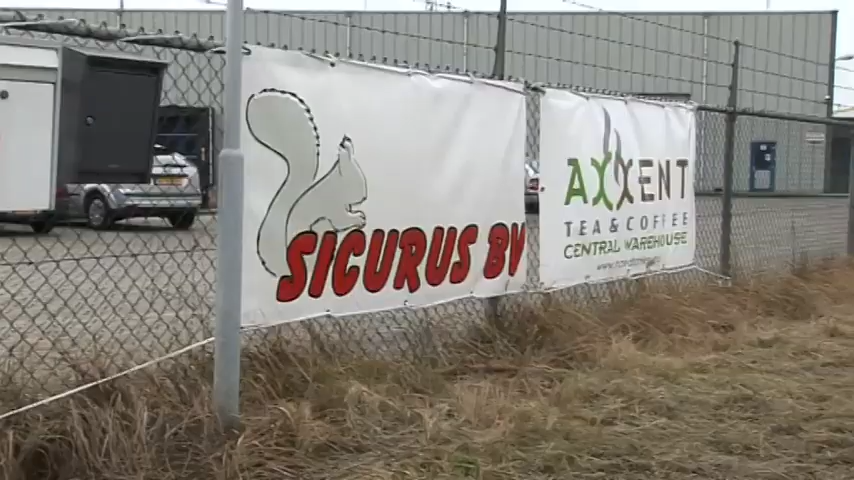 SICURUS BV
AXXENT
TEA & COFFEE
CENTRAL WAREHOUSE